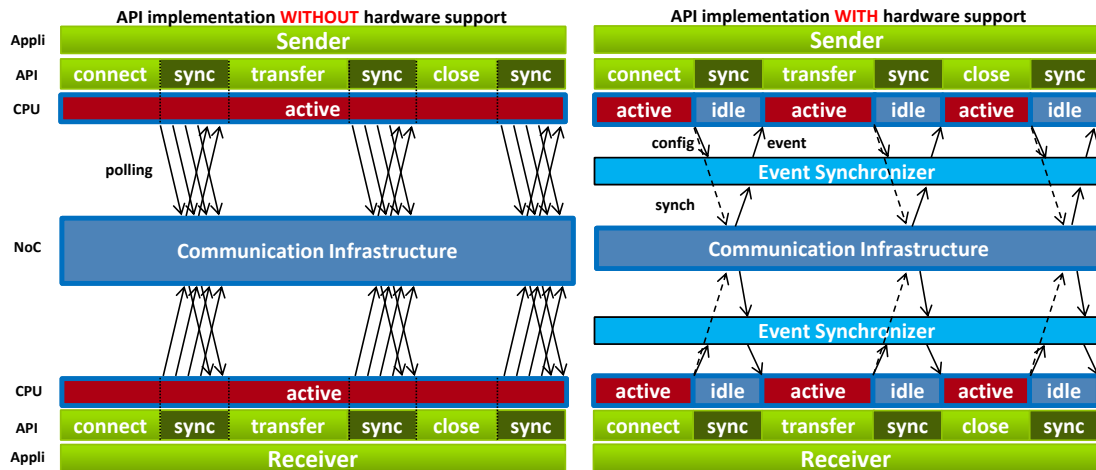 API implementation WITHOUT hardware support
Appli Sender
API connect sync transfer sync close sync
CPU active
polling
NoC Communication Infrastructure
CPU active
API connect sync transfer sync close sync
Appli Receiver
API implementation WITH hardware support
Sender
connect sync transfer sync close sync
active idle active idle active idle
config event
Event Synchronizer
synch
Communication Infrastructure
Event Synchronizer
active idle active idle active idle
connect sync transfer sync close sync
Receiver